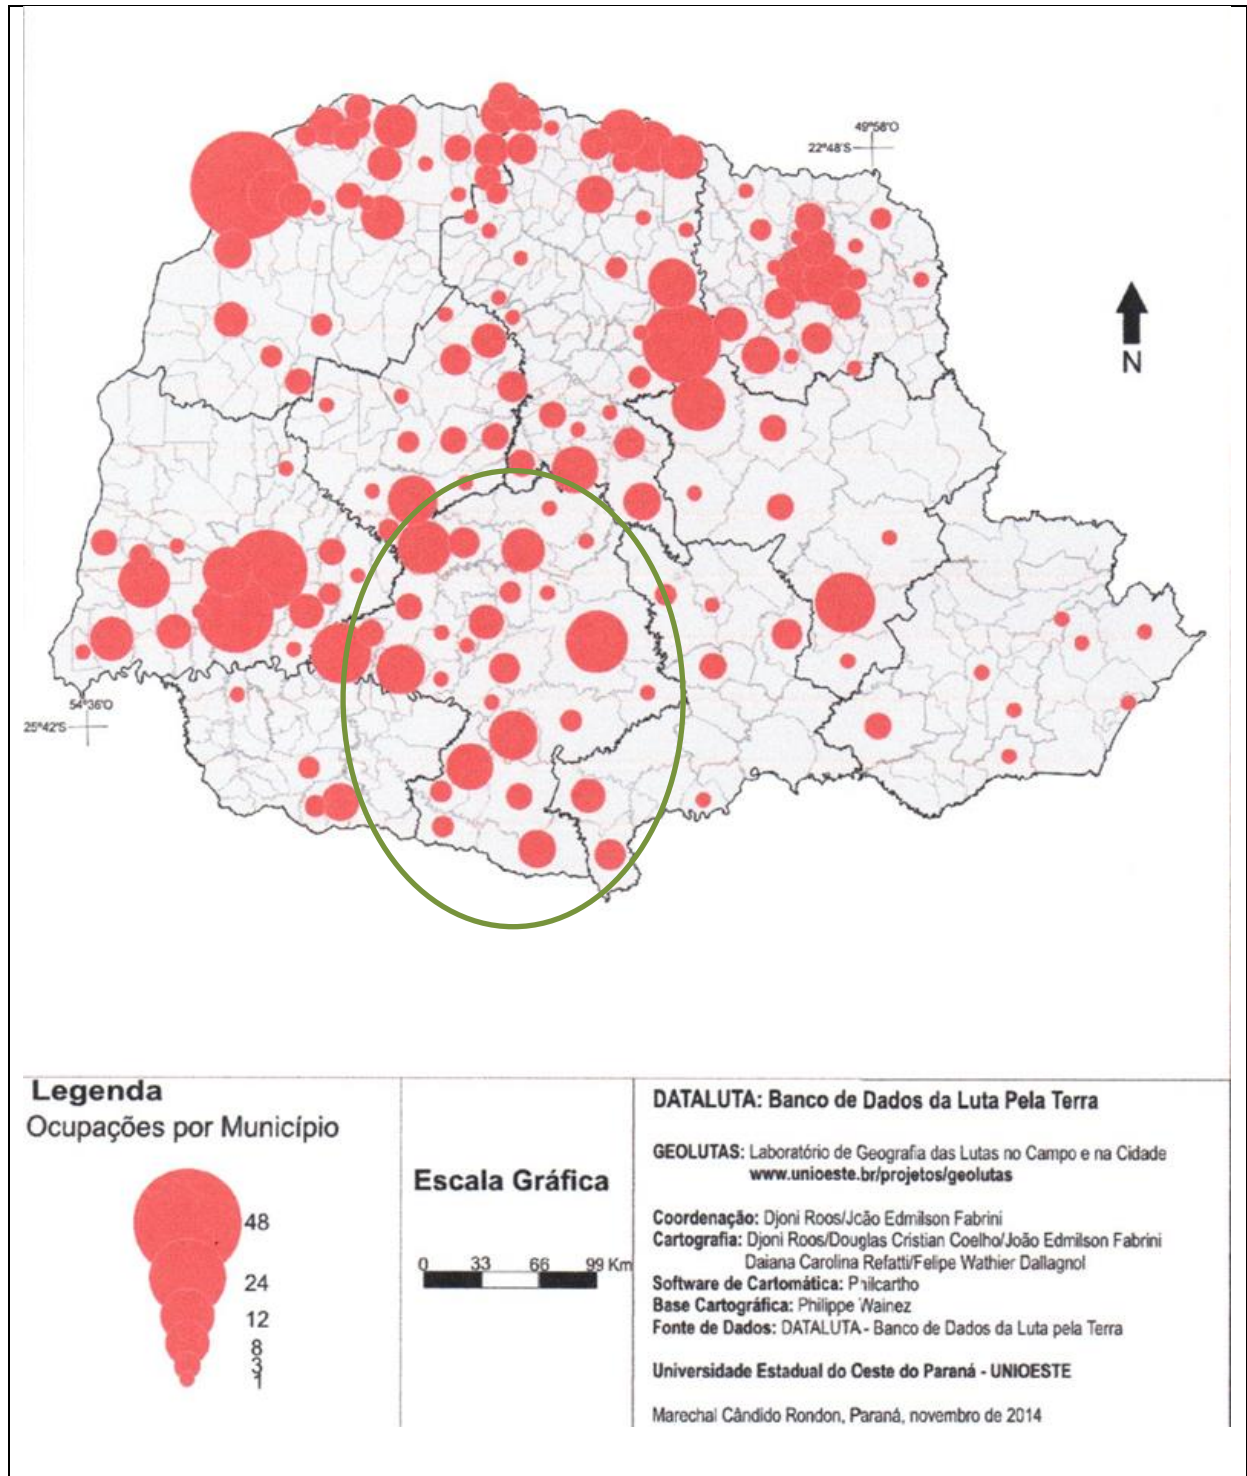 49°58'O
22°48'S
N
54°36'O
25°42'S
Legenda
Ocupações por Município
48
24
12
8
3
1
Escala Gráfica
0 33 66 99 Km
DATALUTA: Banco de Dados da Luta Pela Terra
GEOLUTAS: Laboratório de Geografia das Lutas no Campo e na Cidade
www.unioeste.br/projetos/geolutas
Coordenação: Djoni Roos/João Edmilson Fabrini
Cartografia: Djoni Roos/Douglas Cristian Coelho/João Edmilson Fabrini
Daiana Carolina Refatti/Felipe Wathier Dallagnol
Software de Cartomática: Philcartho
Base Cartográfica: Philippe Wainez
Fonte de Dados: DATALUTA - Banco de Dados da Luta pela Terra
Universidade Estadual do Oeste do Paraná - UNIOESTE
Marechal Cândido Rondon, Paraná, novembro de 2014